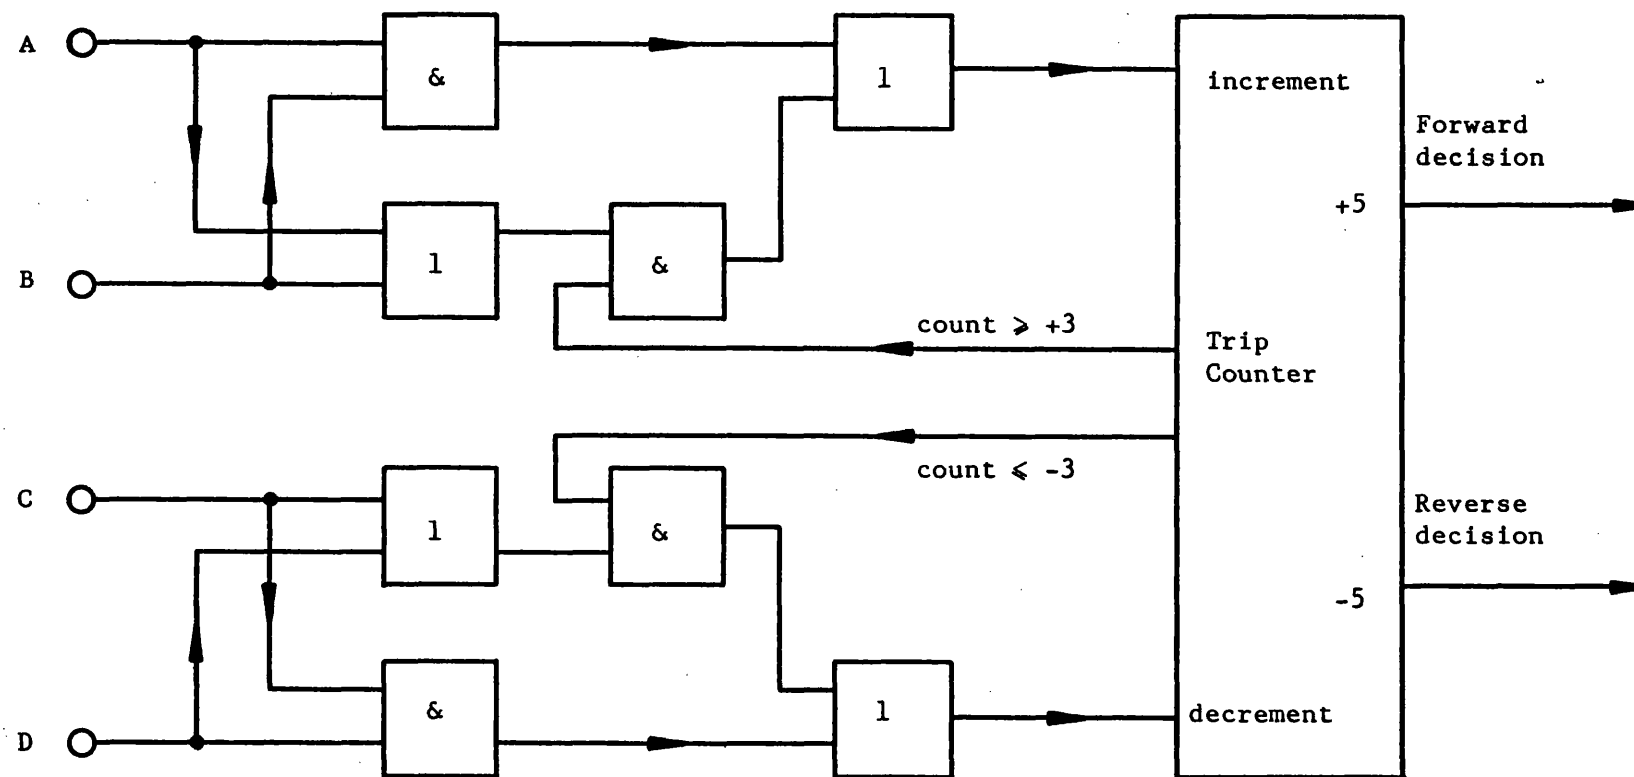 A
&
1
increment
Forward
decision
+5
B
1
&
count ⩾ +3
Trip
Counter
count ⩽ -3
C
1
&
Reverse
decision
-5
D
&
1
decrement